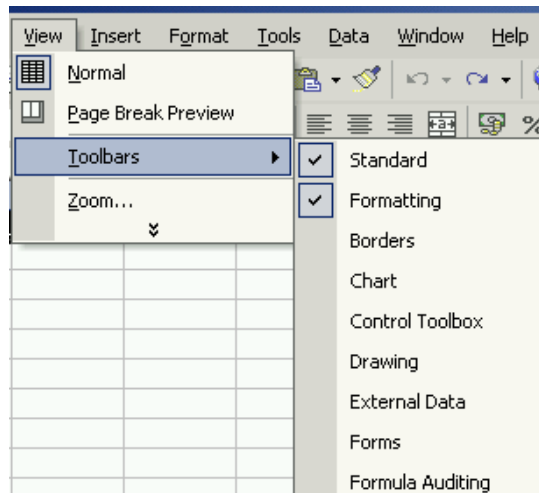 View Insert Format Tools Data Window Help
Normal
Page Break Preview
Toolbars
Zoom...
Standard
Formatting
Borders
Chart
Control Toolbox
Drawing
External Data
Forms
Formula Auditing
%